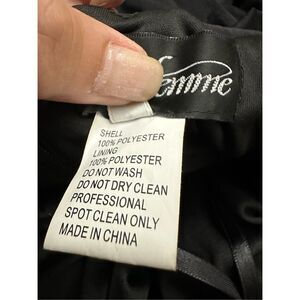 Femme
SHELL
100% POLYESTER
LINING
100% POLYESTER
DO NOT WASH
DO NOT DRY CLEAN
PROFESSIONAL
SPOT CLEAN ONLY
MADE IN CHINA